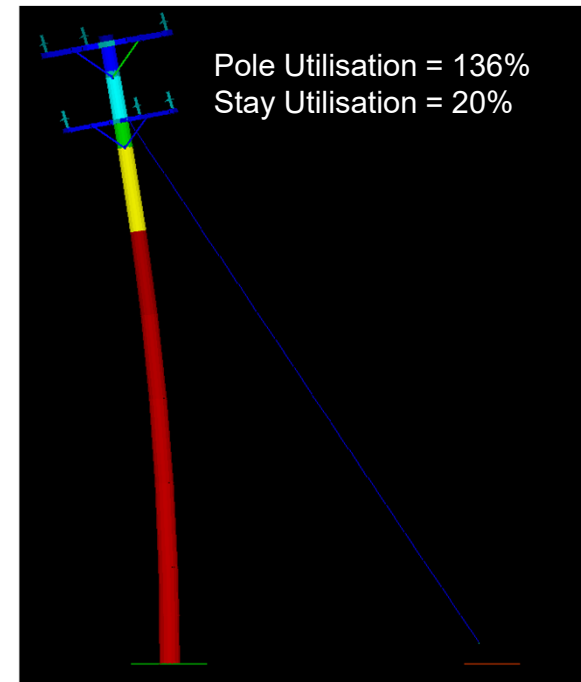 Pole Utilisation = 136%
Stay Utilisation = 20%